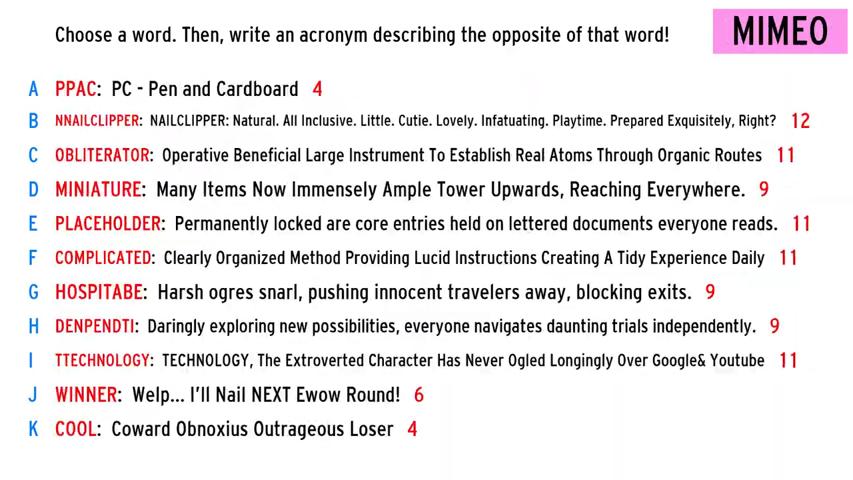 Choose a word. Then, write an acronym describing the opposite of that word!
MIMEO
A PPAC: PC - Pen and Cardboard 4
B NNAILCLIPPER: NAILCLIPPER: Natural. All Inclusive. Little. Cutie. Lovely. Infatuating. Playtime. Prepared Exquisitely, Right? 12
C OBLITERATOR: Operative Beneficial Large Instrument To Establish Real Atoms Through Organic Routes 11
D MINIATURE: Many Items Now Immensely Ample Tower Upwards, Reaching Everywhere. 9
E PLACEHOLDER: Permanently locked are core entries held on lettered documents everyone reads. 11
F COMPLICATED: Clearly Organized Method Providing Lucid Instructions Creating A Tidy Experience Daily 11
G HOSPITABE: Harsh ogres snarl, pushing innocent travelers away, blocking exits. 9
H DENPENDTI: Daringly exploring new possibilities, everyone navigates daunting trials independently. 9
I TTECHNOLOGY: TECHNOLOGY, The Extroverted Character Has Never Ogled Longingly Over Google& Youtube 11
J WINNER: Welp... I'll Nail NEXT Ewow Round! 6
K COOL: Coward Obnoxius Outrageous Loser 4